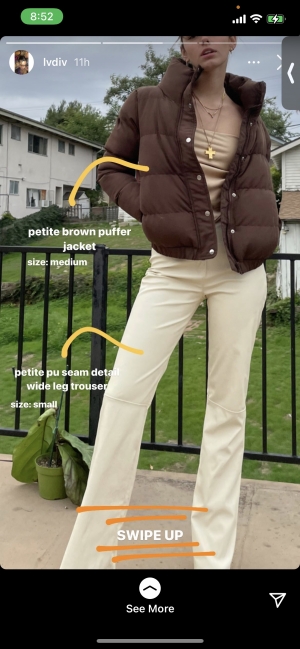 8:52
lvdiv 11h
petite brown puffer
jacket
size: medium
petite pu seam detail
wide leg trousers
size: small
SWIPE UP
See More